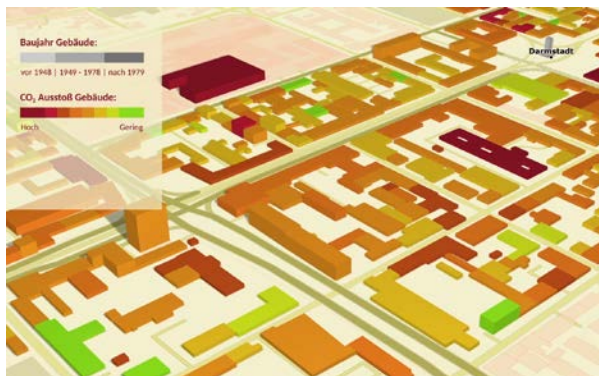 Baujahr Gebäude:
vor 1948 | 1949 - 1978 | nach 1979
CO₂ Ausstoß Gebäude:
Hoch Gering
Darmstadt